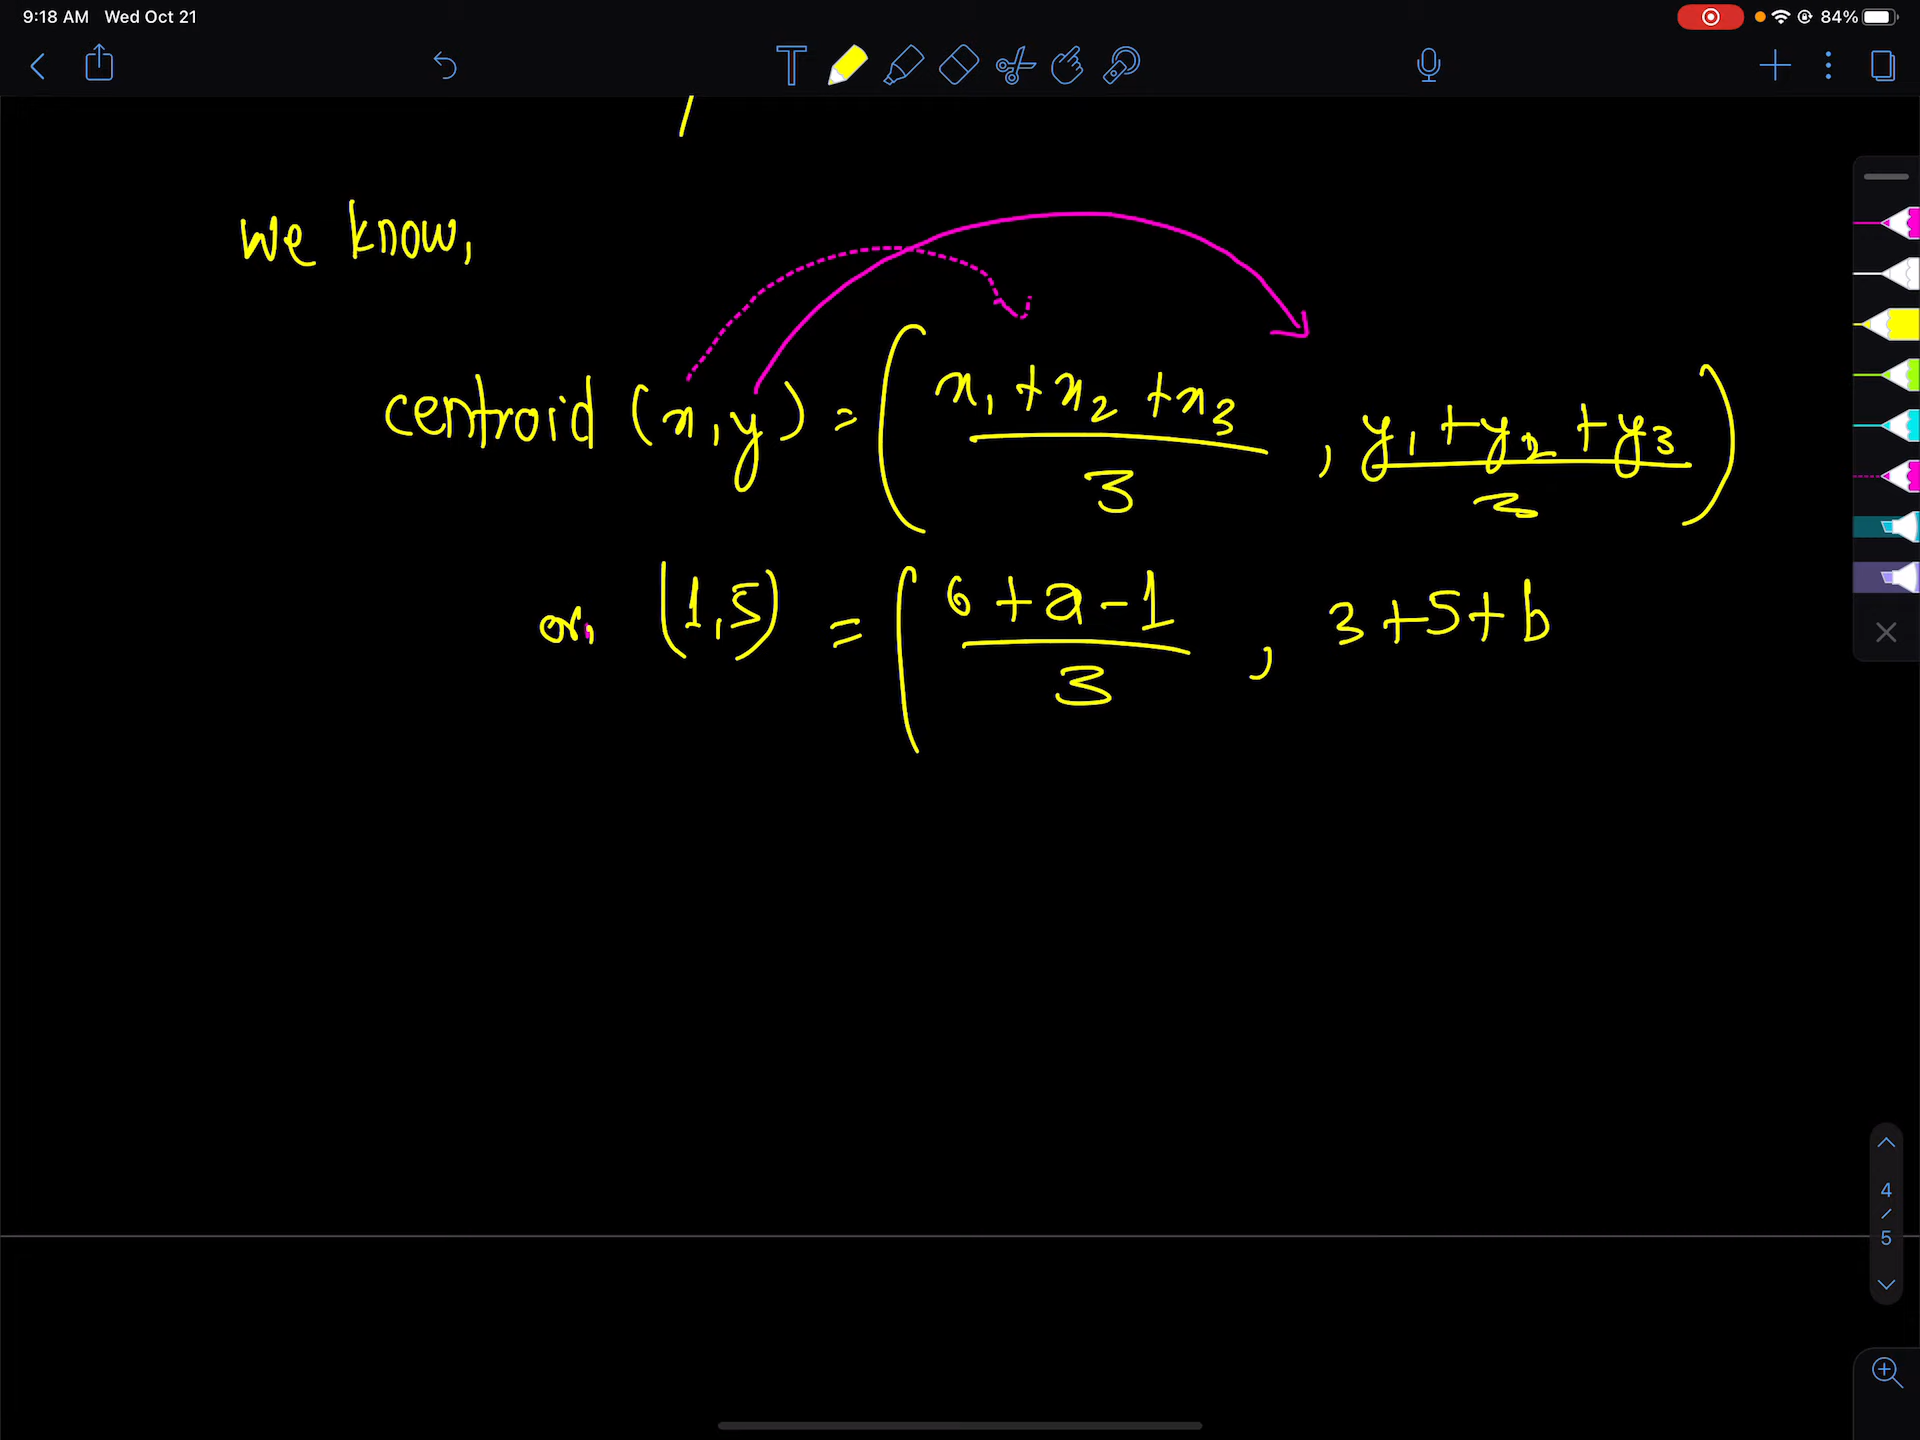 9:18 AM Wed Oct 21 84%
T
we know,
centroid (x,y) = (x₁+x₂+x₃/3 , y₁+y₂+y₃/3)
or, (1,5) = (6+a-1/3 , 3+5+b
4
/
5